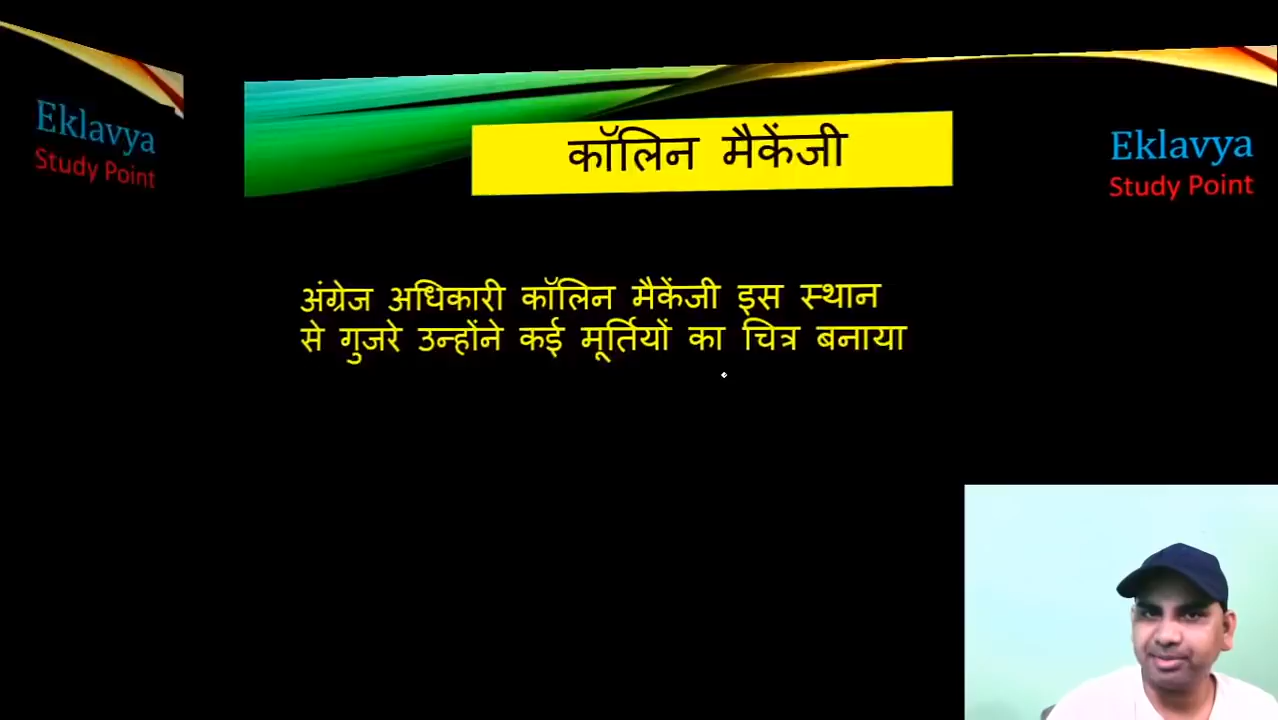 Eklavya
Study Point
कॉलिन मैकेंजी
Eklavya
Study Point
अंग्रेज अधिकारी कॉलिन मैकेंजी इस स्थान
से गुजरे उन्होंने कई मूर्तियों का चित्र बनाया